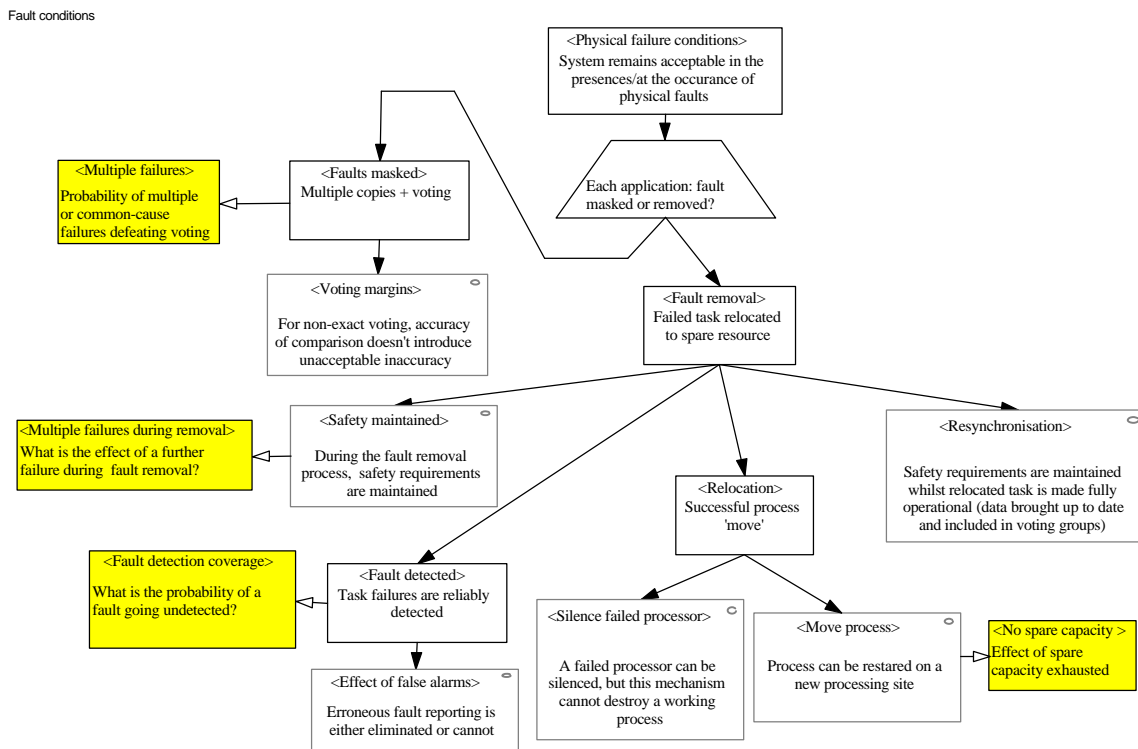 Fault conditions
<Physical failure conditions>
System remains acceptable in the
presences/at the occurance of
physical faults
<Multiple failures>
Probability of multiple
or common-cause
failures defeating voting
<Faults masked>
Multiple copies + voting
Each application: fault
masked or removed?
<Voting margins>
For non-exact voting, accuracy
of comparison doesn't introduce
unacceptable inaccuracy
<Fault removal>
Failed task relocated
to spare resource
<Multiple failures during removal>
What is the effect of a further
failure during fault removal?
<Safety maintained>
During the fault removal
process, safety requirements
are maintained
<Relocation>
Successful process
'move'
<Resynchronisation>
Safety requirements are maintained
whilst relocated task is made fully
operational (data brought up to date
and included in voting groups)
<Fault detection coverage>
What is the probability of a
fault going undetected?
<Fault detected>
Task failures are reliably
detected
<Silence failed processor>
A failed processor can be
silenced, but this mechanism
cannot destroy a working
process
<Move process>
Process can be restared on a
new processing site
<No spare capacity >
Effect of spare
capacity exhausted
<Effect of false alarms>
Erroneous fault reporting is
either eliminated or cannot